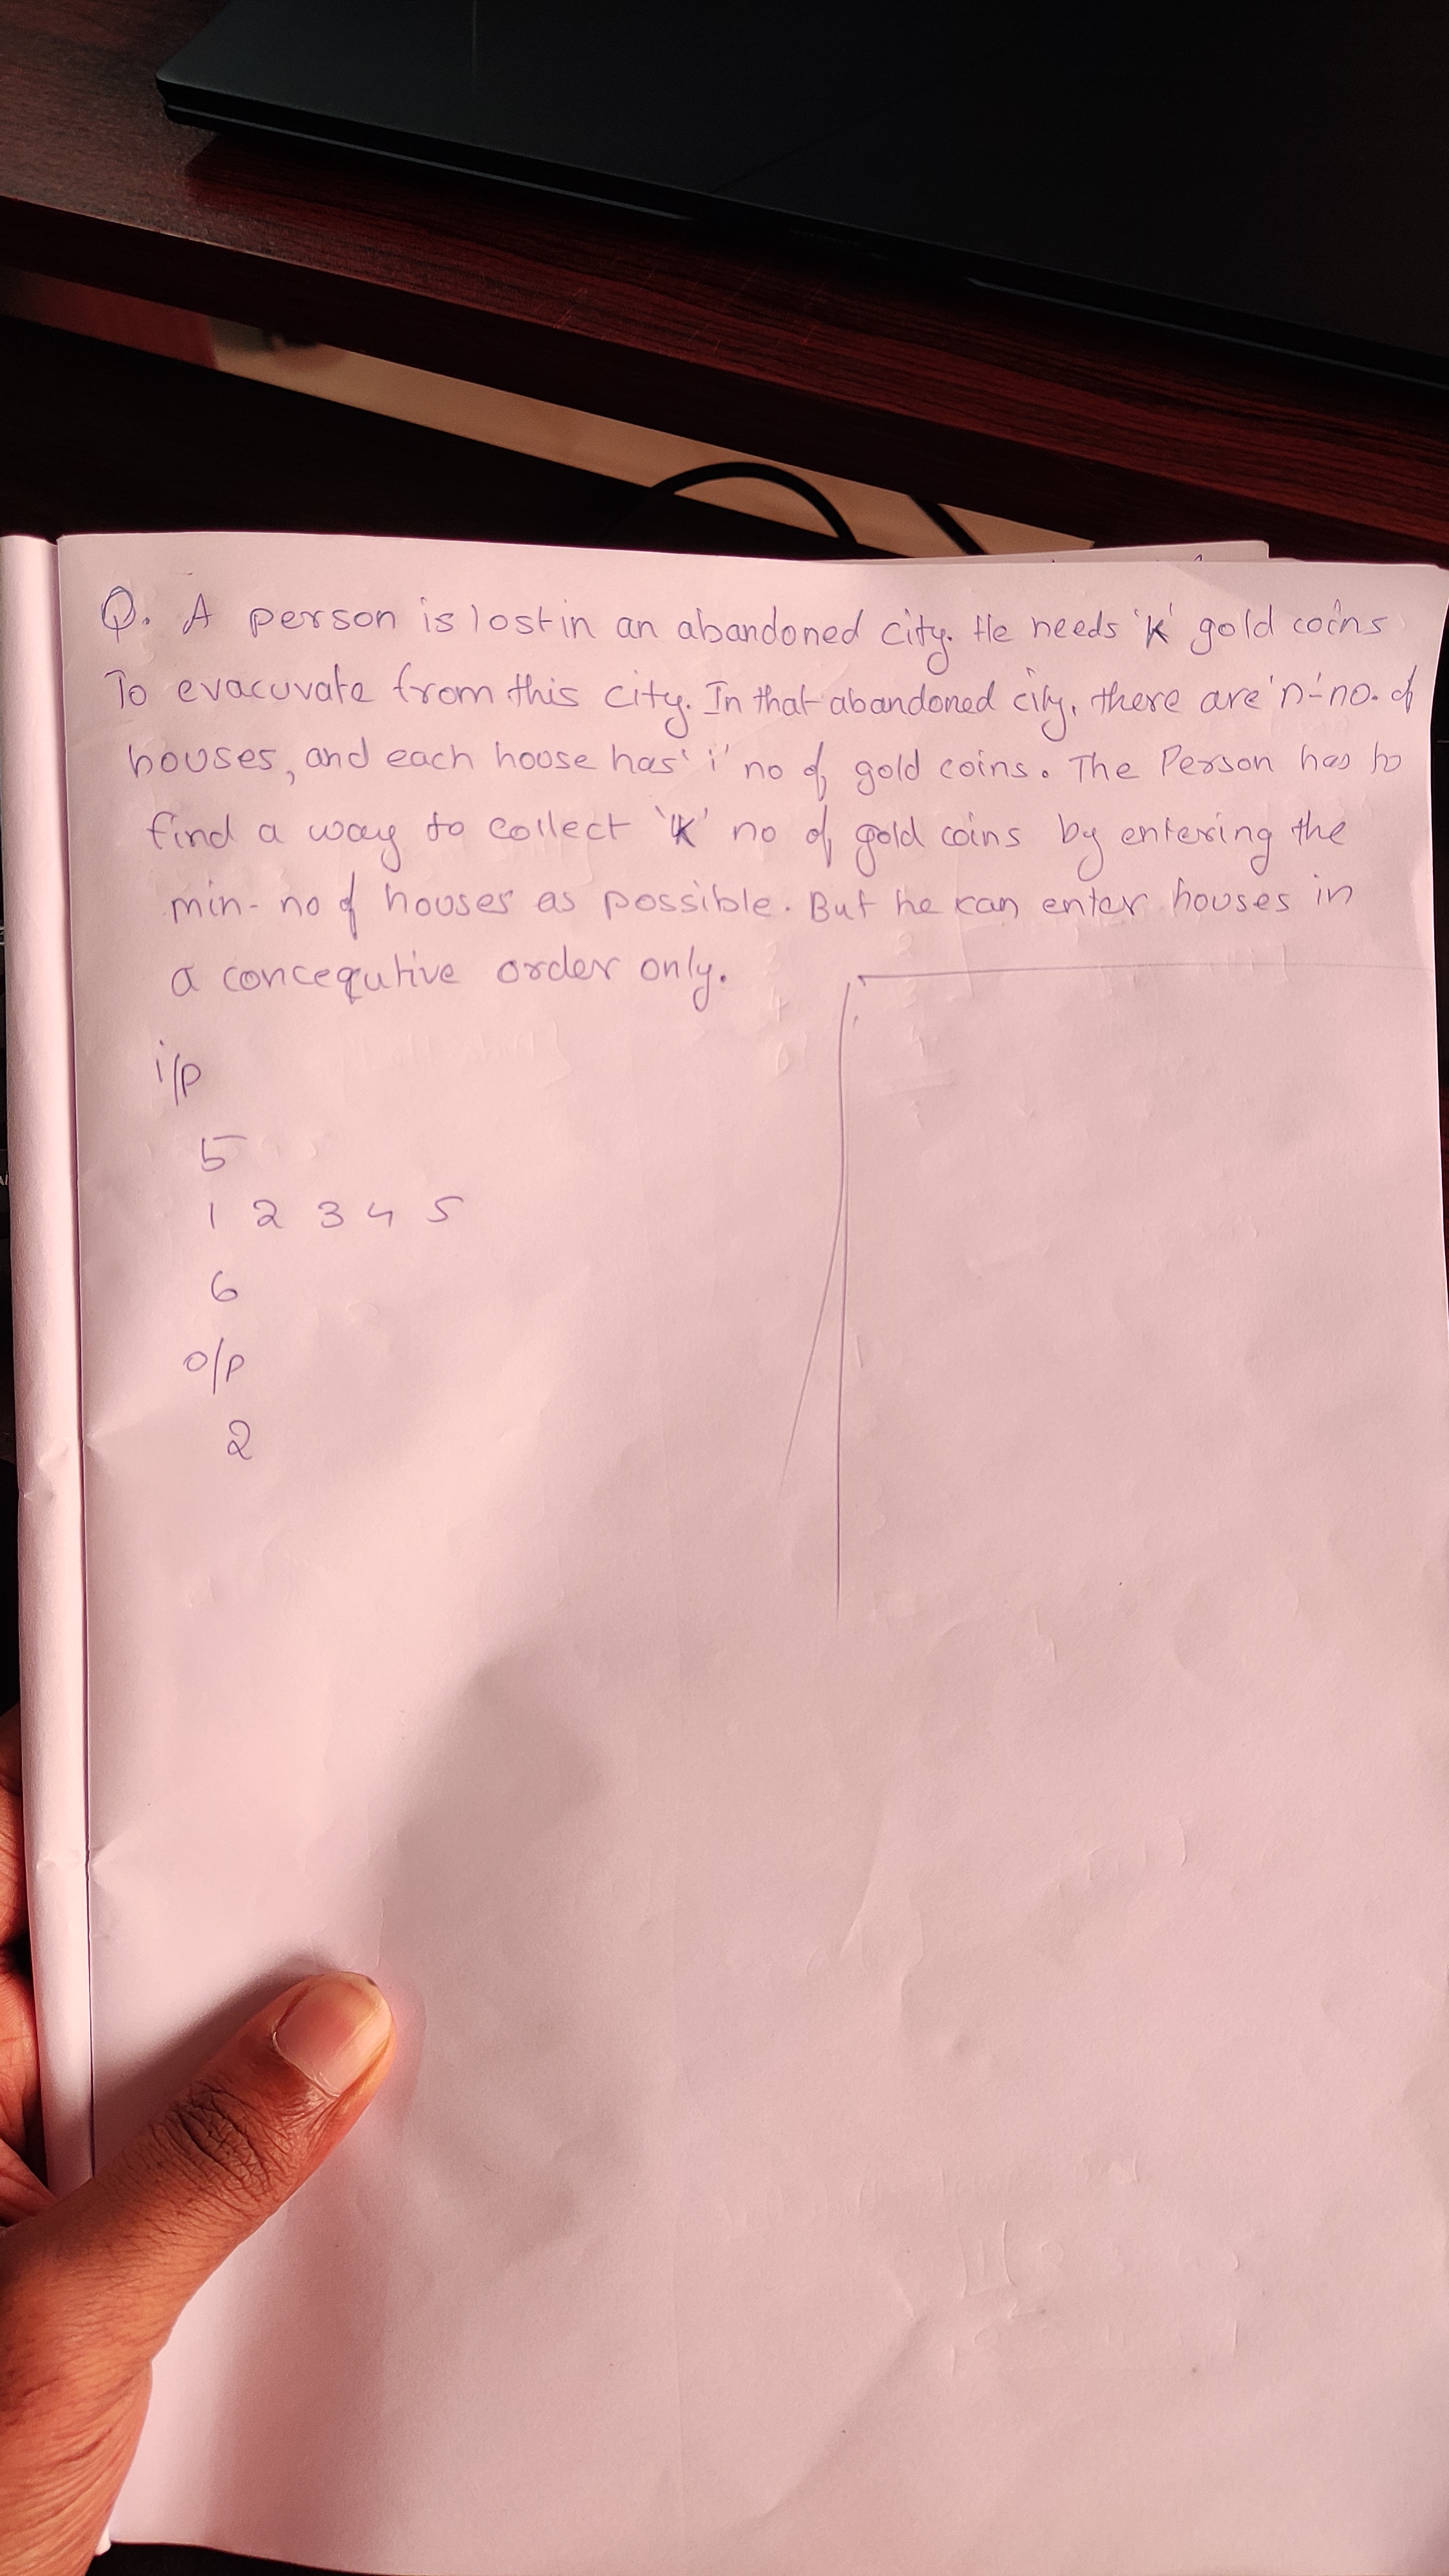 Q. A person is lost in an abandoned city. He needs 'K' gold coins
To evacuvate from this city. In that abandoned city, there are 'n'-no. of
houses, and each house has 'i' no of gold coins. The Person has to
find a way to collect 'K' no of gold coins by entering the
min- no of houses as possible. But he can enter houses in
a concequtive order only.
i/p
5
1 2 3 4 5
6
o/p
2